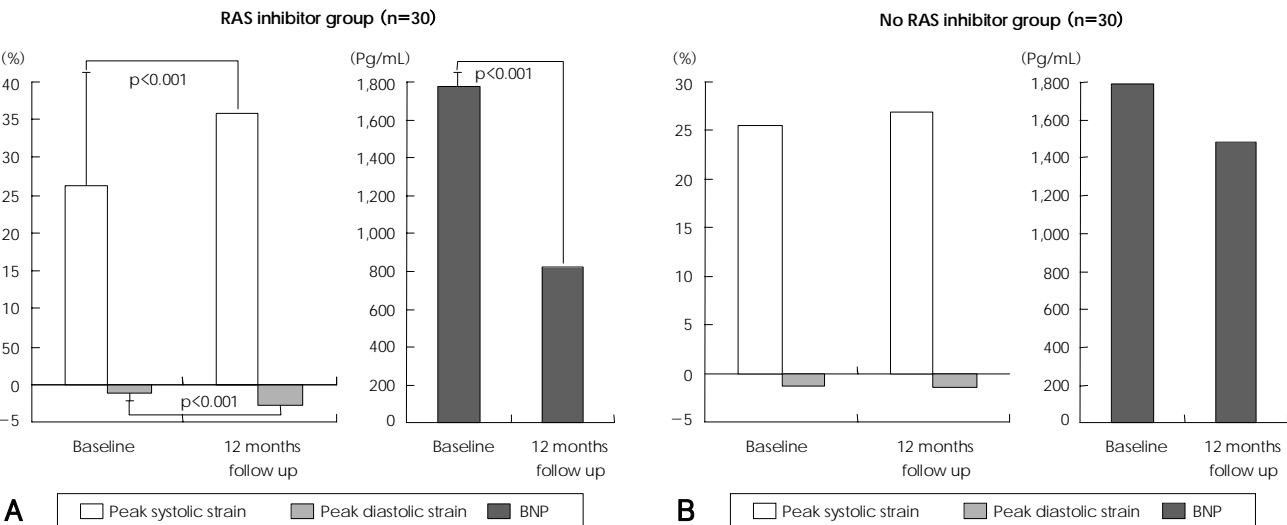 RAS inhibitor group (n=30)
(%)
40
35
30
25
20
15
10
50
0
−5
p<0.001
p<0.001
Baseline
12 months
follow up
(Pg/mL)
1,800
1,600
1,400
1,200
1,000
800
600
400
200
0
p<0.001
Baseline
12 months
follow up
A
Peak systolic strain
Peak diastolic strain
BNP
No RAS inhibitor group (n=30)
(%)
30
25
20
15
10
5
0
−5
Baseline
12 months
follow up
(Pg/mL)
1,800
1,600
1,400
1,200
1,000
800
600
400
200
0
Baseline
12 months
follow up
B
Peak systolic strain
Peak diastolic strain
BNP